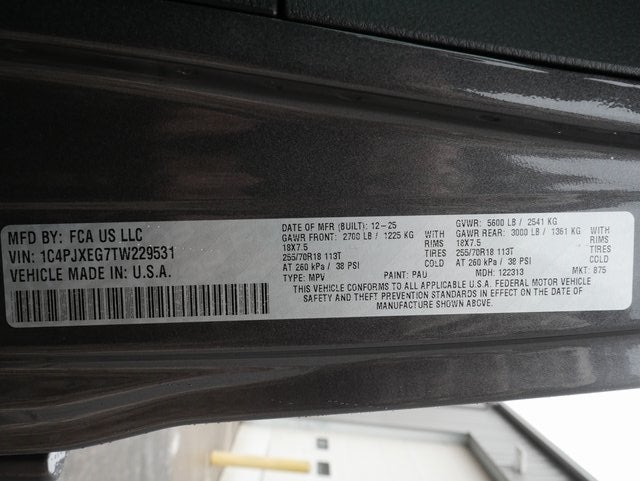 MFD BY: FCA US LLC
VIN: 1C4PJXEG7TW229531
VEHICLE MADE IN U.S.A.
DATE OF MFR (BUILT): 12-25 GVWR: 5600 LB / 2541 KG
GAWR FRONT: 2700 LB / 1225 KG WITH GAWR REAR: 3000 LB / 1361 KG WITH
18X7.5 RIMS 18X7.5 RIMS
255/70R18 113T TIRES 255/70R18 113T TIRES
AT 260 kPa / 38 PSI COLD AT 260 kPa / 38 PSI COLD
TYPE: MPV PAINT: PAU MDH: 122313 MKT: 875
THIS VEHICLE CONFORMS TO ALL APPLICABLE U.S.A. FEDERAL MOTOR VEHICLE
SAFETY AND THEFT PREVENTION STANDARDS IN EFFECT ON THE DATE OF
MANUFACTURE SHOWN ABOVE.